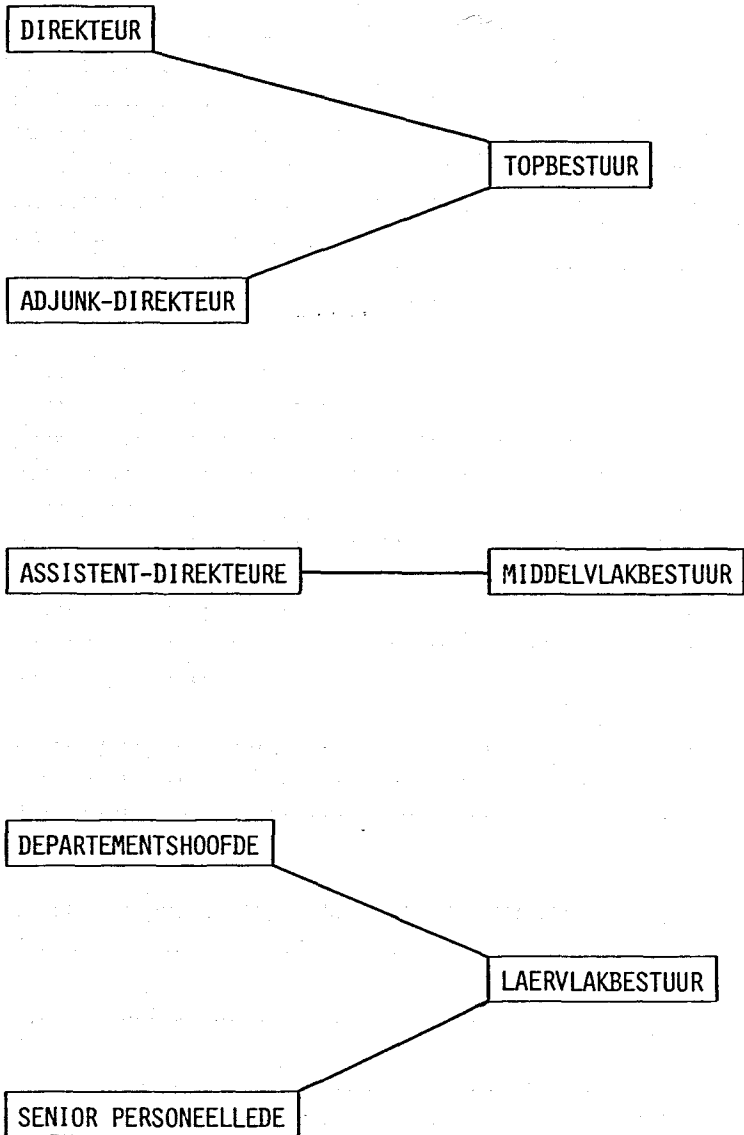 DIREKTEUR
TOPBESTUUR
ADJUNK-DIREKTEUR
ASSISTENT-DIREKTEURE
MIDDELVLAKBESTUUR
DEPARTEMENTSHOOFDE
LAERVLAKBESTUUR
SENIOR PERSONEELLEDE